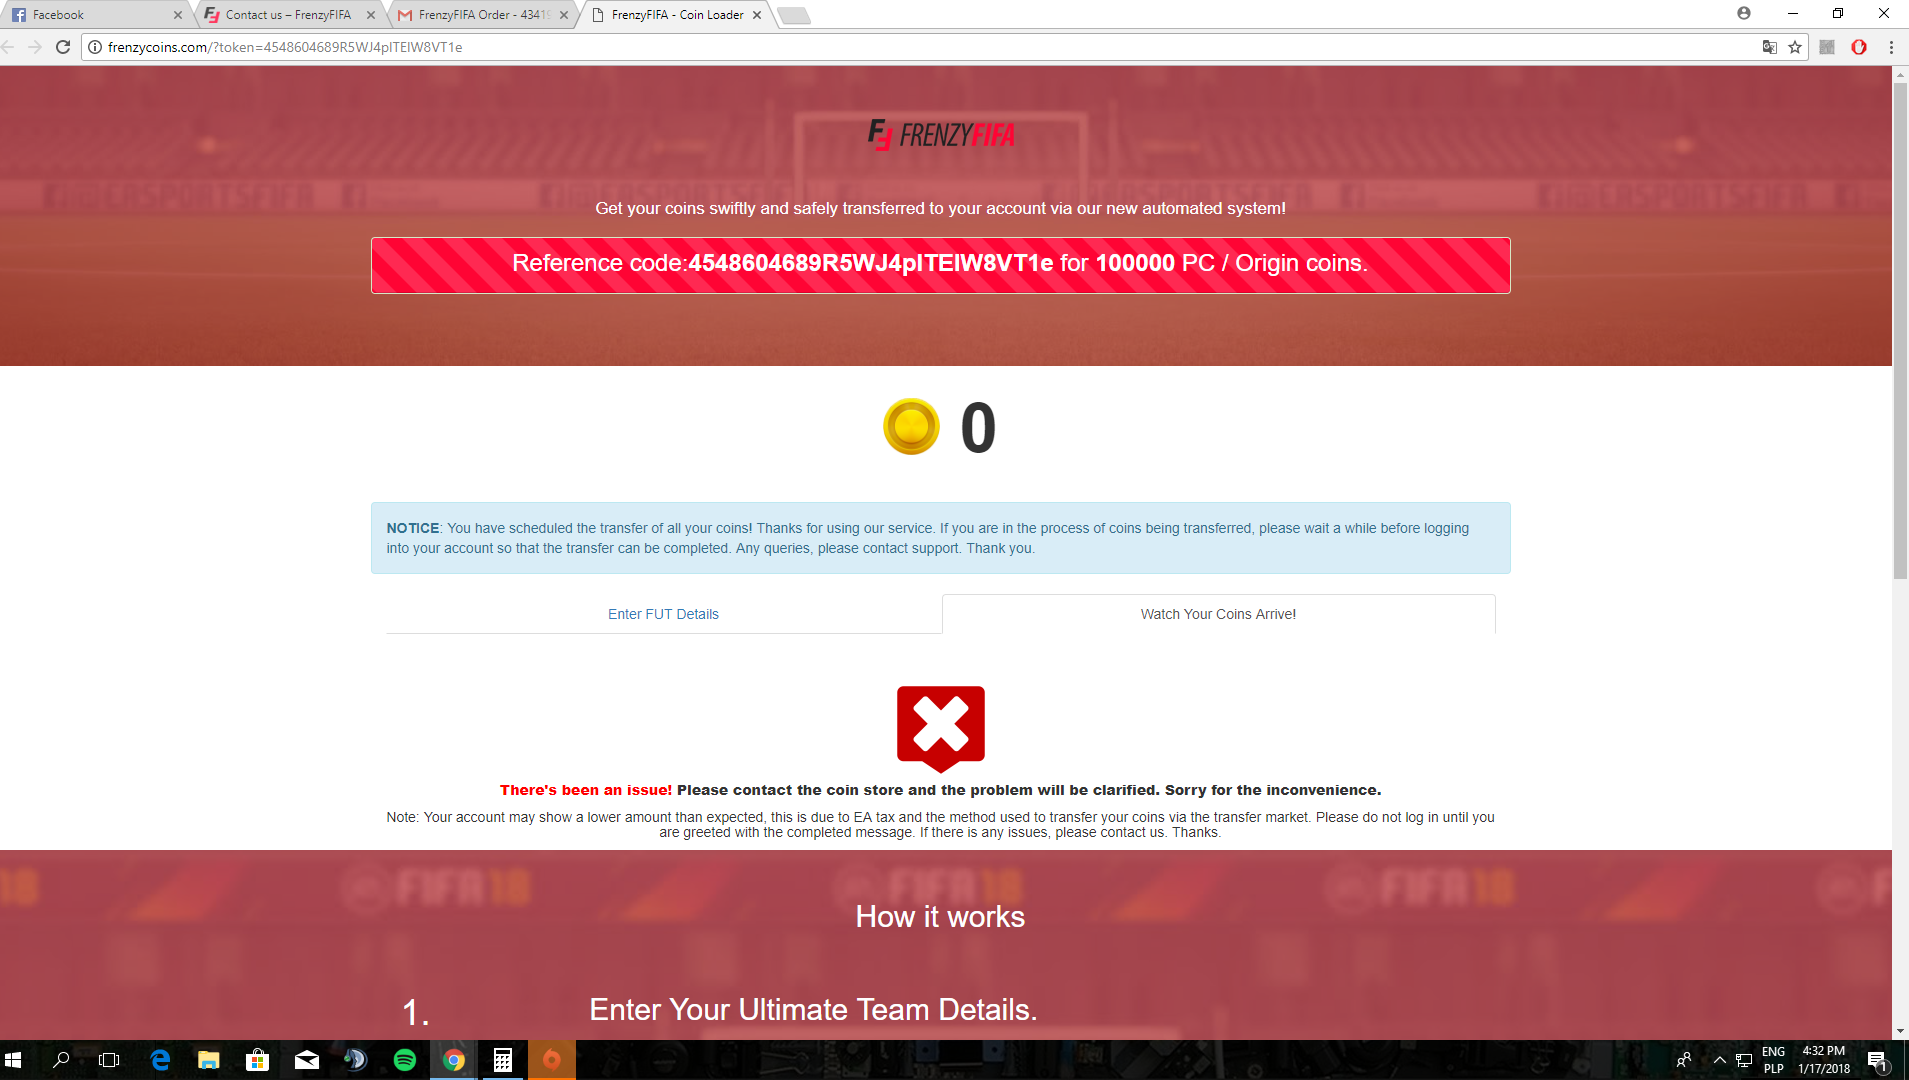 Facebook
Contact us – FrenzyFIFA
FrenzyFIFA Order - 4341
FrenzyFIFA - Coin Loader
frenzycoins.com/?token=4548604689R5WJ4pITEIW8VT1e
FF FRENZYFIFA
Get your coins swiftly and safely transferred to your account via our new automated system!
Reference code:4548604689R5WJ4pITEIW8VT1e for 100000 PC / Origin coins.
0
NOTICE: You have scheduled the transfer of all your coins! Thanks for using our service. If you are in the process of coins being transferred, please wait a while before logging
into your account so that the transfer can be completed. Any queries, please contact support. Thank you.
Enter FUT Details
Watch Your Coins Arrive!
There's been an issue! Please contact the coin store and the problem will be clarified. Sorry for the inconvenience.
Note: Your account may show a lower amount than expected, this is due to EA tax and the method used to transfer your coins via the transfer market. Please do not log in until you
are greeted with the completed message. If there is any issues, please contact us. Thanks.
18 FIFA18 FIFA18 FIFA18 F
How it works
1.
Enter Your Ultimate Team Details.
ENG
PLP
4:32 PM
1/17/2018
1